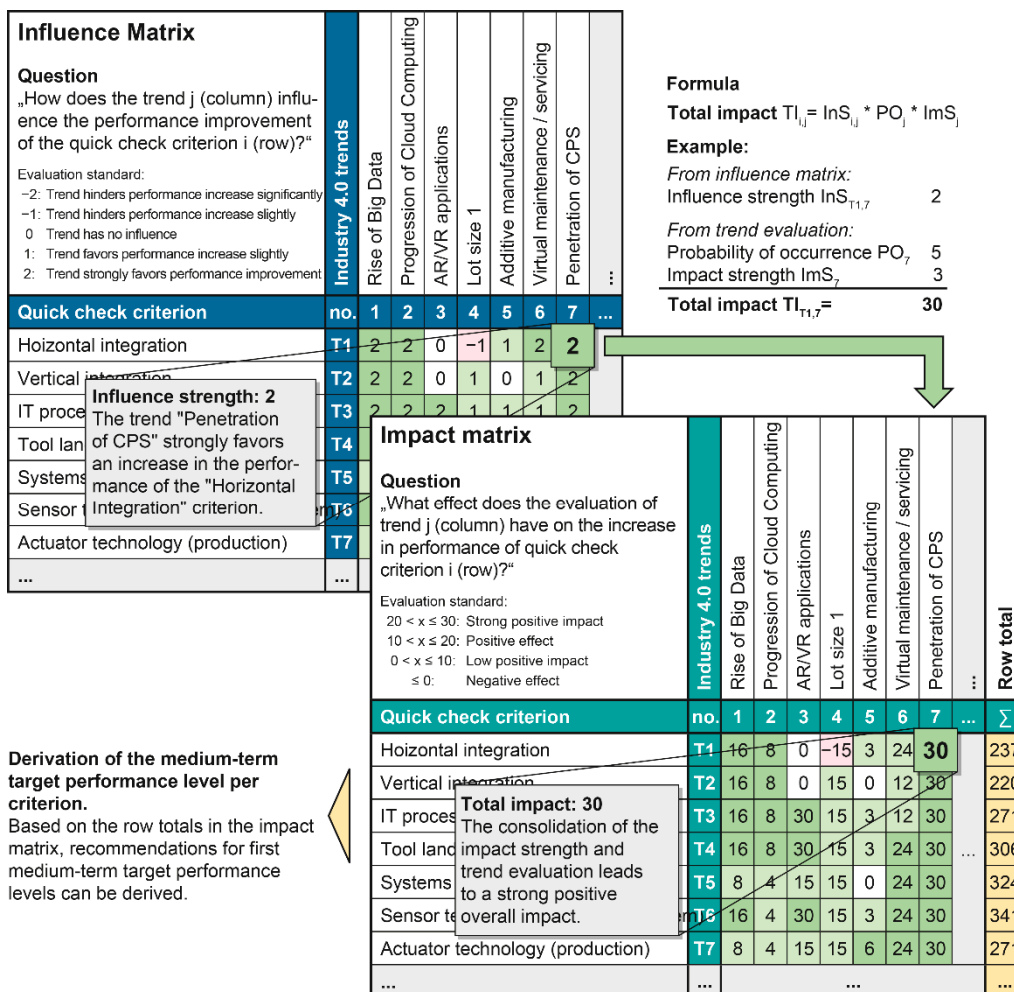 Influence Matrix
Question
„How does the trend j (column) influ-
ence the performance improvement
of the quick check criterion i (row)?“
Evaluation standard:
−2: Trend hinders performance increase significantly
−1: Trend hinders performance increase slightly
0 Trend has no influence
1: Trend favors performance increase slightly
2: Trend strongly favors performance improvement
Industry 4.0 trends
Rise of Big Data
Progression of Cloud Computing
AR/VR applications
Lot size 1
Additive manufacturing
Virtual maintenance / servicing
Penetration of CPS
...
Quick check criterion no. 1 2 3 4 5 6 7 ...
Hoizontal integration T1 2 2 0 −1 1 2 2
Vertical integration T2 2 2 0 1 0 1 2
IT proce T3 2 2 2 1 1 1 2
Tool lan T4
Systems T5
Sensor t em) T6
Actuator technology (production) T7
... ...
Influence strength: 2
The trend "Penetration
of CPS" strongly favors
an increase in the perfor-
mance of the "Horizontal
Integration" criterion.
Formula
Total impact TIi,j= InSi,j * POj * ImSj
Example:
From influence matrix:
Influence strength InST1,7 2
From trend evaluation:
Probability of occurrence PO7 5
Impact strength ImS7 3
Total impact TIT1,7= 30
Impact matrix
Question
„What effect does the evaluation of
trend j (column) have on the increase
in performance of quick check
criterion i (row)?“
Evaluation standard:
20 < x ≤ 30: Strong positive impact
10 < x ≤ 20: Positive effect
0 < x ≤ 10: Low positive impact
≤ 0: Negative effect
Industry 4.0 trends
Rise of Big Data
Progression of Cloud Computing
AR/VR applications
Lot size 1
Additive manufacturing
Virtual maintenance / servicing
Penetration of CPS
...
Row total
Quick check criterion no. 1 2 3 4 5 6 7 ... ∑
Hoizontal integration T1 16 8 0 −15 3 24 30 237
Vertical integration T2 16 8 0 15 0 12 30 220
IT proces T3 16 8 30 15 3 12 30 271
Tool land T4 16 8 30 15 3 24 30 ... 306
Systems T5 8 4 15 15 0 24 30 324
Sensor te em) T6 16 4 30 15 3 24 30 341
Actuator technology (production) T7 8 4 15 15 6 24 30 271
... ... ... ...
Total impact: 30
The consolidation of the
impact strength and
trend evaluation leads
to a strong positive
overall impact.
Derivation of the medium-term
target performance level per
criterion.
Based on the row totals in the impact
matrix, recommendations for first
medium-term target performance
levels can be derived.